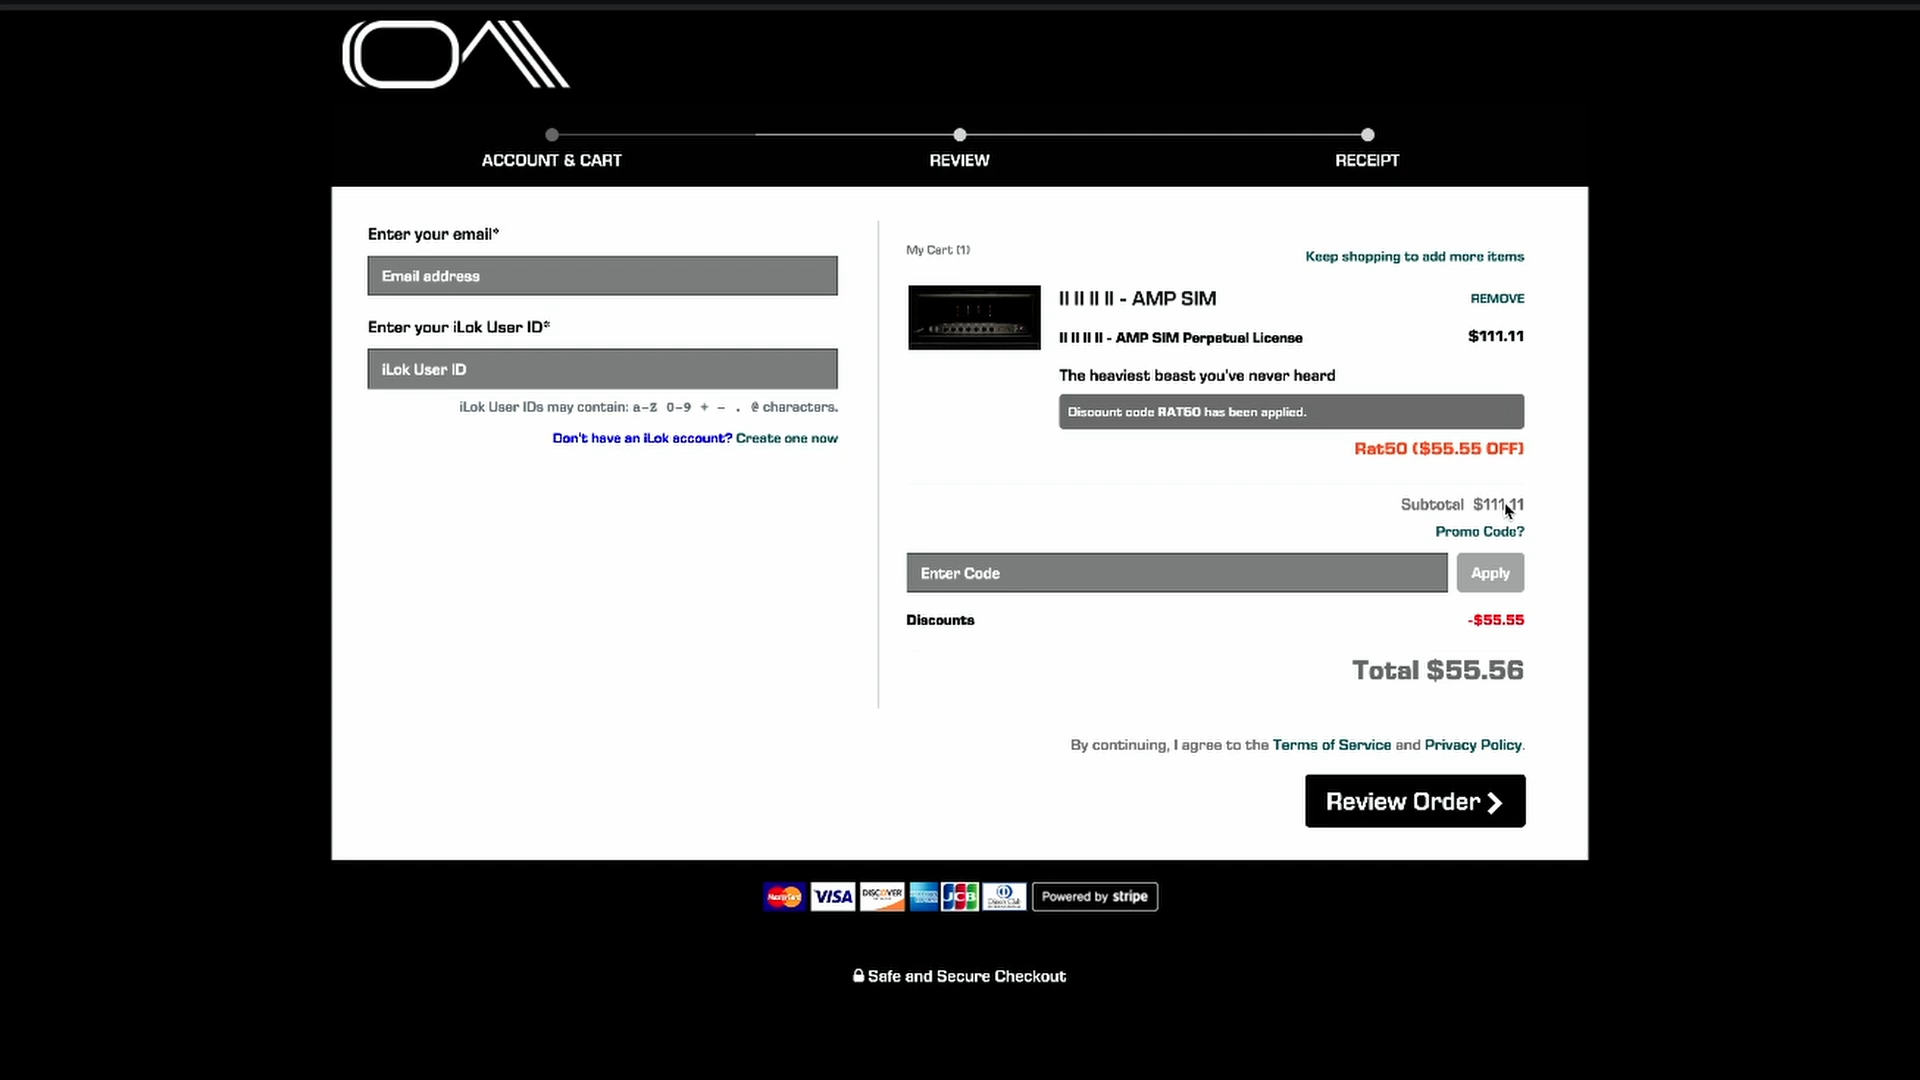 ACCOUNT & CART
REVIEW
RECEIPT
Enter your email*
Email address
Enter your iLok User ID*
iLok User ID
iLok User IDs may contain: a-Z 0-9 + - . @ characters.
Don't have an iLok account? Create one now
My Cart (1)
Keep shopping to add more items
II II II II - AMP SIM
REMOVE
II II II II - AMP SIM Perpetual License
$111.11
The heaviest beast you've never heard
Discount code RAT50 has been applied.
Rat50 ($55.55 OFF)
Subtotal $111.11
Promo Code?
Enter Code
Apply
Discounts
-$55.55
Total $55.56
By continuing, I agree to the Terms of Service and Privacy Policy.
Review Order
MasterCard VISA DISCOVER JCB Diners Club Powered by stripe
Safe and Secure Checkout